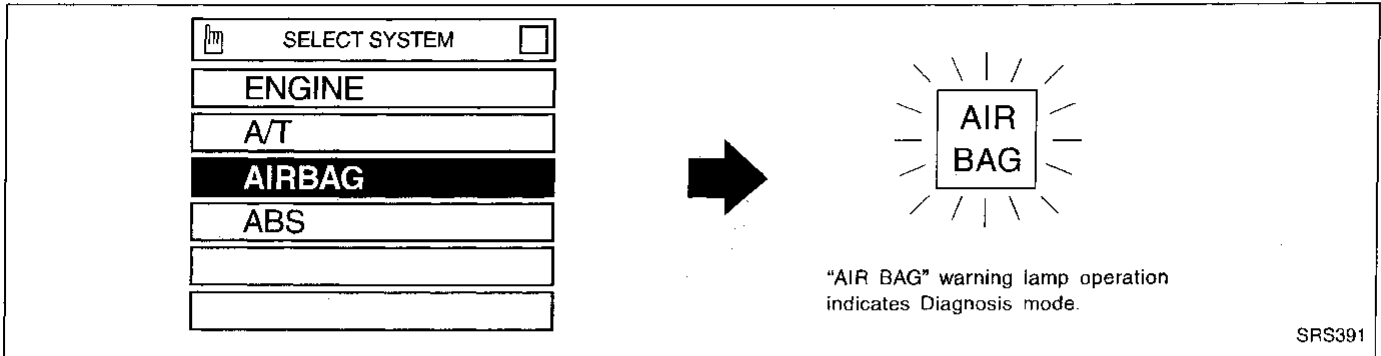 SELECT SYSTEM
ENGINE
A/T
AIRBAG
ABS
AIR
BAG
“AIR BAG” warning lamp operation
indicates Diagnosis mode.
SRS391